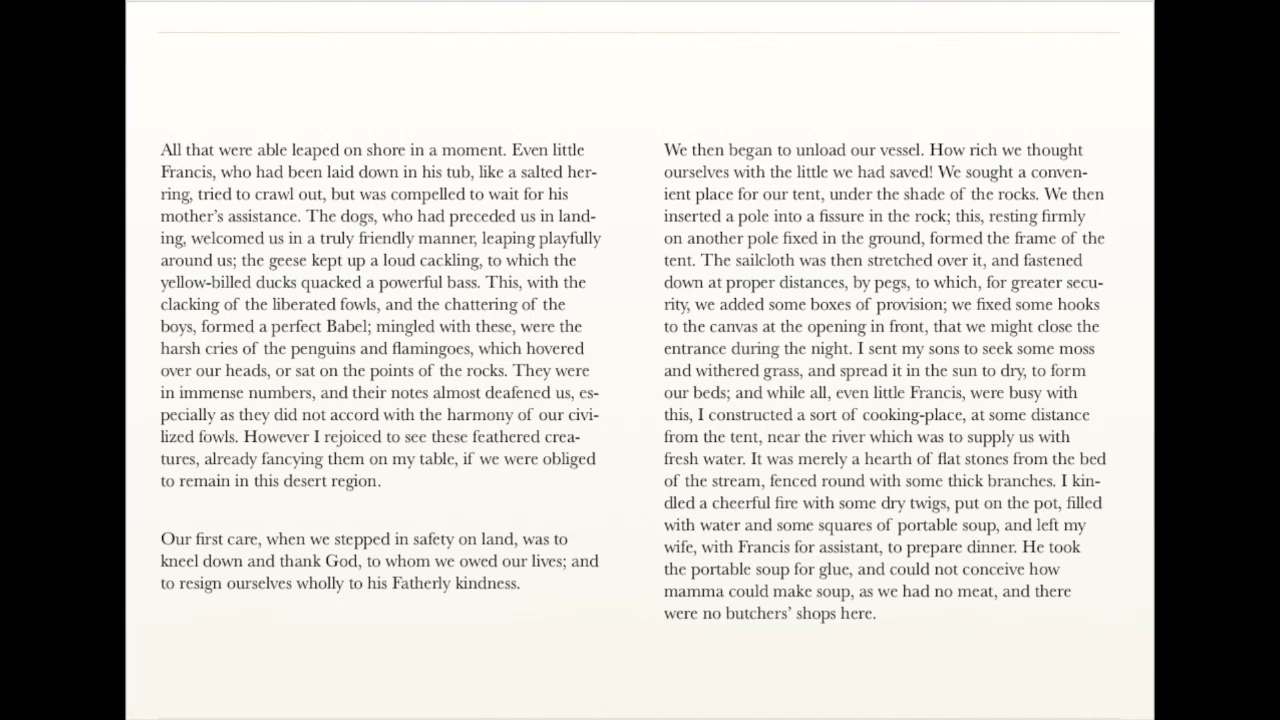 All that were able leaped on shore in a moment. Even little
Francis, who had been laid down in his tub, like a salted her-
ring, tried to crawl out, but was compelled to wait for his
mother's assistance. The dogs, who had preceded us in land-
ing, welcomed us in a truly friendly manner, leaping playfully
around us; the geese kept up a loud cackling, to which the
yellow-billed ducks quacked a powerful bass. This, with the
clacking of the liberated fowls, and the chattering of the
boys, formed a perfect Babel; mingled with these, were the
harsh cries of the penguins and flamingoes, which hovered
over our heads, or sat on the points of the rocks. They were
in immense numbers, and their notes almost deafened us, es-
pecially as they did not accord with the harmony of our civi-
lized fowls. However I rejoiced to see these feathered crea-
tures, already fancying them on my table, if we were obliged
to remain in this desert region.
Our first care, when we stepped in safety on land, was to
kneel down and thank God, to whom we owed our lives; and
to resign ourselves wholly to his Fatherly kindness.
We then began to unload our vessel. How rich we thought
ourselves with the little we had saved! We sought a conven-
ient place for our tent, under the shade of the rocks. We then
inserted a pole into a fissure in the rock; this, resting firmly
on another pole fixed in the ground, formed the frame of the
tent. The sailcloth was then stretched over it, and fastened
down at proper distances, by pegs, to which, for greater secu-
rity, we added some boxes of provision; we fixed some hooks
to the canvas at the opening in front, that we might close the
entrance during the night. I sent my sons to seek some moss
and withered grass, and spread it in the sun to dry, to form
our beds; and while all, even little Francis, were busy with
this, I constructed a sort of cooking-place, at some distance
from the tent, near the river which was to supply us with
fresh water. It was merely a hearth of flat stones from the bed
of the stream, fenced round with some thick branches. I kin-
dled a cheerful fire with some dry twigs, put on the pot, filled
with water and some squares of portable soup, and left my
wife, with Francis for assistant, to prepare dinner. He took
the portable soup for glue, and could not conceive how
mamma could make soup, as we had no meat, and there
were no butchers' shops here.